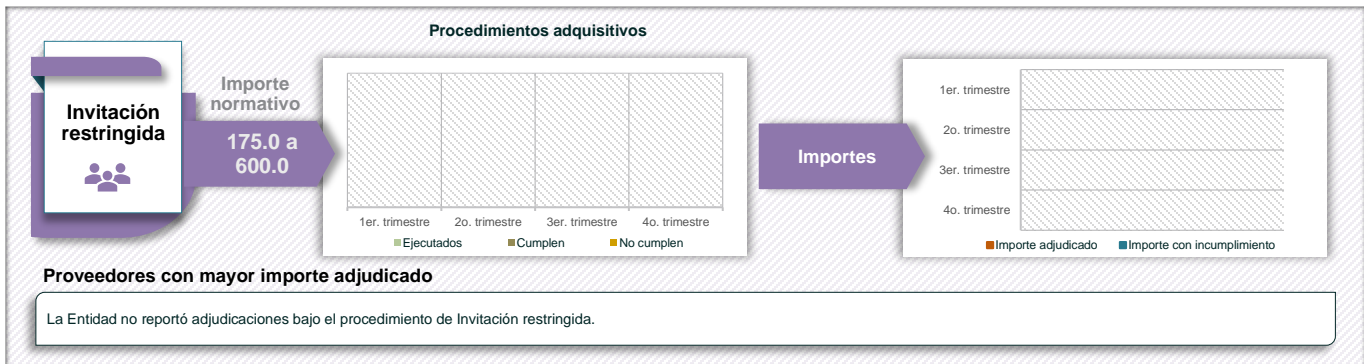 Procedimientos adquisitivos
Invitación
restringida
Importe
normativo
175.0 a
600.0
1er. trimestre
2o. trimestre
3er. trimestre
4o. trimestre
Ejecutados
Cumplen
No cumplen
Importes
1er. trimestre
2o. trimestre
3er. trimestre
4o. trimestre
Importe adjudicado
Importe con incumplimiento
Proveedores con mayor importe adjudicado
La Entidad no reportó adjudicaciones bajo el procedimiento de Invitación restringida.